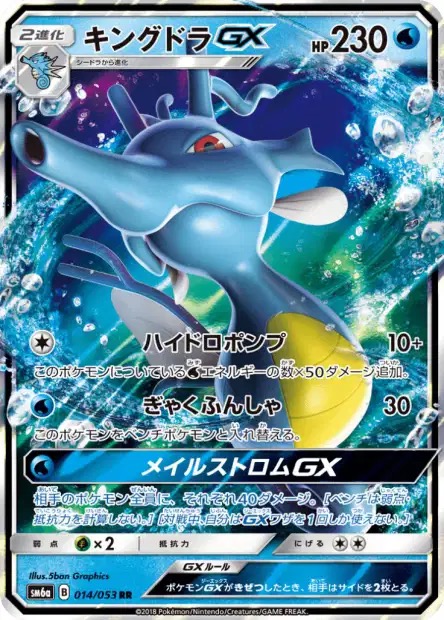 2進化 キングドラGX HP230
シードラから進化
ハイドロポンプ 10+
このポケモンについているエネルギーの数×50ダメージ追加。
ぎゃくふんしゃ 30
このポケモンをベンチポケモンと入れ替える。
メイルストロムGX
相手のポケモン全員に、それぞれ40ダメージ。[ベンチは弱点・
抵抗力を計算しない。][対戦中、自分はGXワザを1回しか使えない。]
弱点 ×2 抵抗力 にげる
GXルール
Illus.5ban Graphics
ポケモンGXがきぜつしたとき、相手はサイドを2枚とる。
SM6a B 014/053 RR
©2018 Pokémon/Nintendo/Creatures/GAME FREAK.